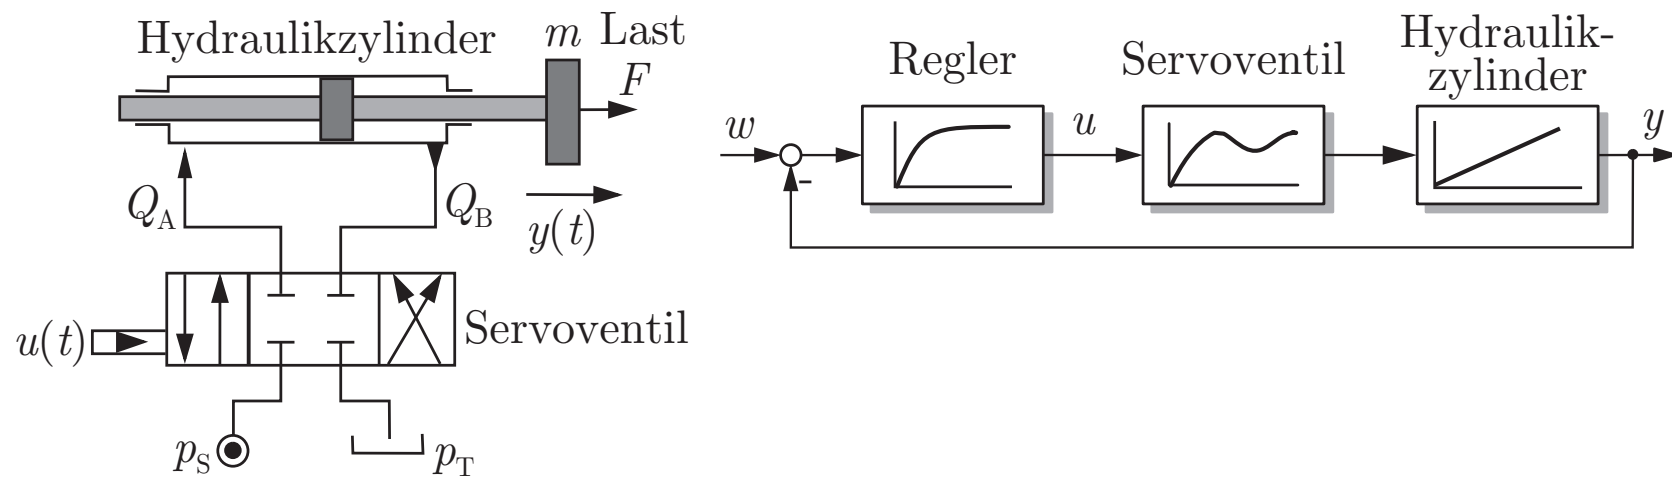 Hydraulikzylinder
m Last
F
Q_A
Q_B
y(t)
u(t)
Servoventil
p_S
p_T
Regler
Servoventil
Hydraulik-
zylinder
w
u
y
-